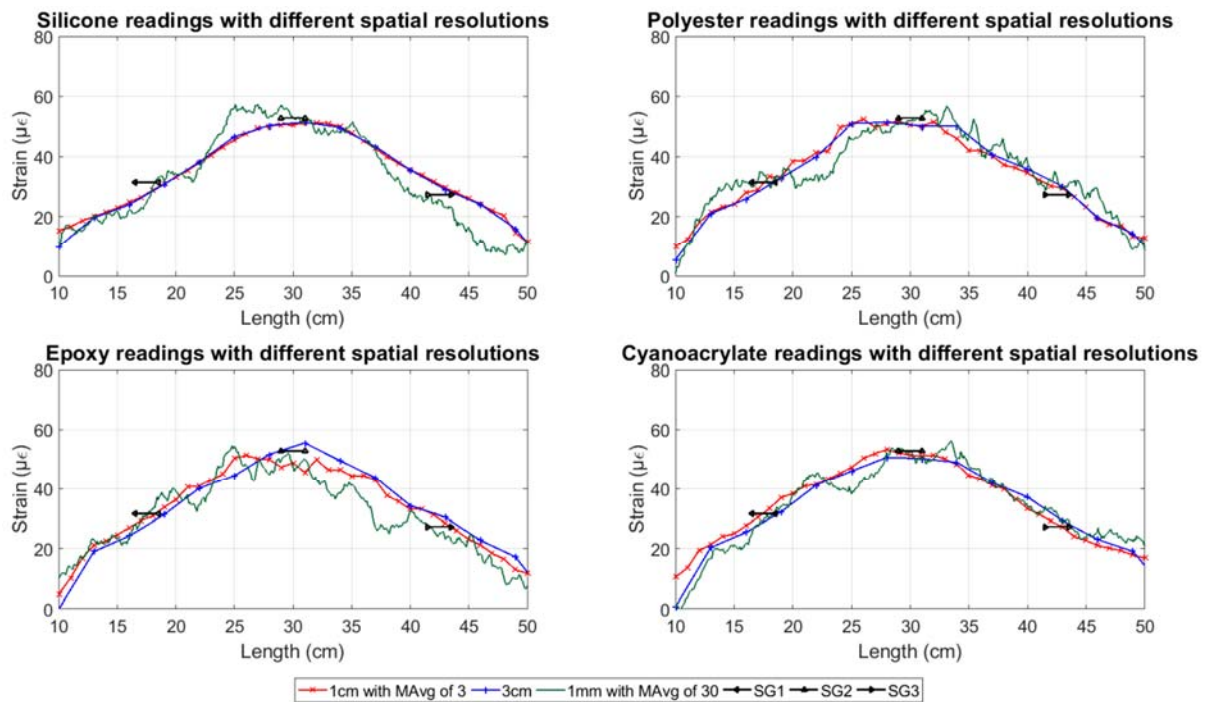 Silicone readings with different spatial resolutions
80
60
40
20
0
Strain (με)
10 15 20 25 30 35 40 45 50
Length (cm)
Polyester readings with different spatial resolutions
80
60
40
20
0
Strain (με)
10 15 20 25 30 35 40 45 50
Length (cm)
Epoxy readings with different spatial resolutions
80
60
40
20
0
Strain (με)
10 15 20 25 30 35 40 45 50
Length (cm)
Cyanoacrylate readings with different spatial resolutions
80
60
40
20
0
Strain (με)
10 15 20 25 30 35 40 45 50
Length (cm)
1cm with MAvg of 3 3cm 1mm with MAvg of 30 SG1 SG2 SG3